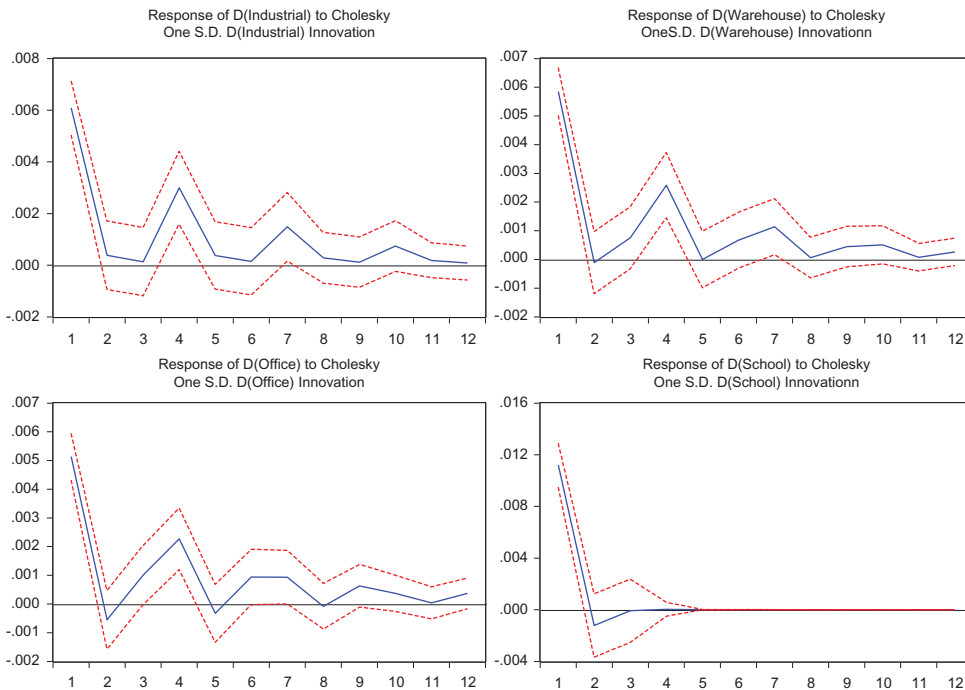 Response of D(Industrial) to Cholesky
One S.D. D(Industrial) Innovation
.008
.006
.004
.002
.000
-.002
1 2 3 4 5 6 7 8 9 10 11 12
Response of D(Warehouse) to Cholesky
OneS.D. D(Warehouse) Innovationn
.007
.006
.005
.004
.003
.002
.001
.000
-.001
-.002
1 2 3 4 5 6 7 8 9 10 11 12
Response of D(Office) to Cholesky
One S.D. D(Office) Innovation
.007
.006
.005
.004
.003
.002
.001
.000
-.001
-.002
1 2 3 4 5 6 7 8 9 10 11 12
Response of D(School) to Cholesky
One S.D. D(School) Innovationn
.016
.012
.008
.004
.000
-.004
1 2 3 4 5 6 7 8 9 10 11 12